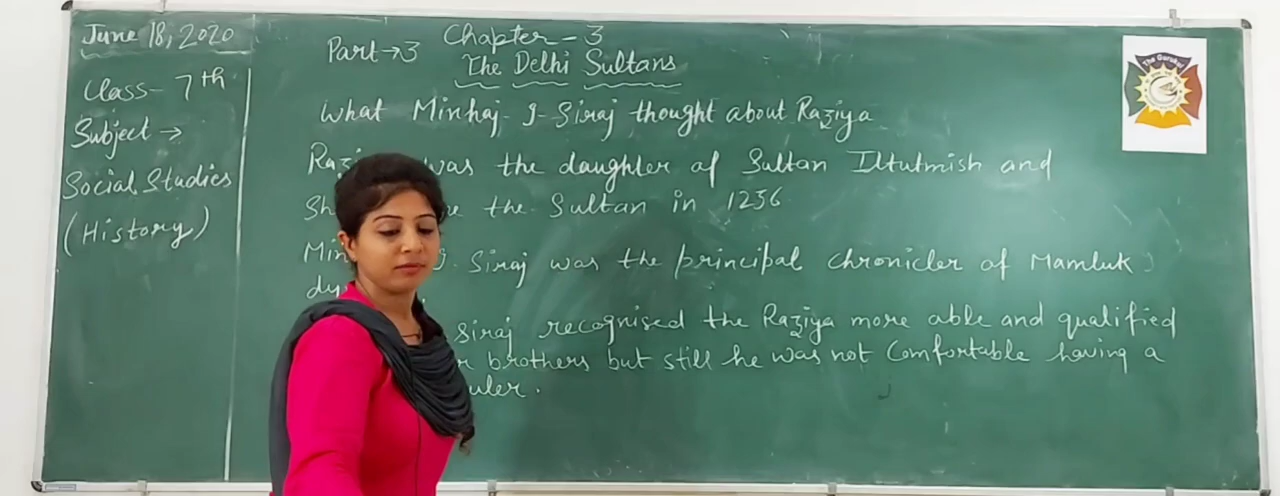 June 18, 2020
Class- 7th
Subject →
Social Studies
(History)
Chapter - 3
Part→3
The Delhi Sultans
What Minhaj-I-Siraj thought about Raziya
was the daughter of Sultan Iltutmish and
the Sultan in 1236
Siraj was the principal chronicler of Mamluk
Siraj recognised the Raziya more able and qualified
brothers but still he was not Comfortable having a
The Gurukul